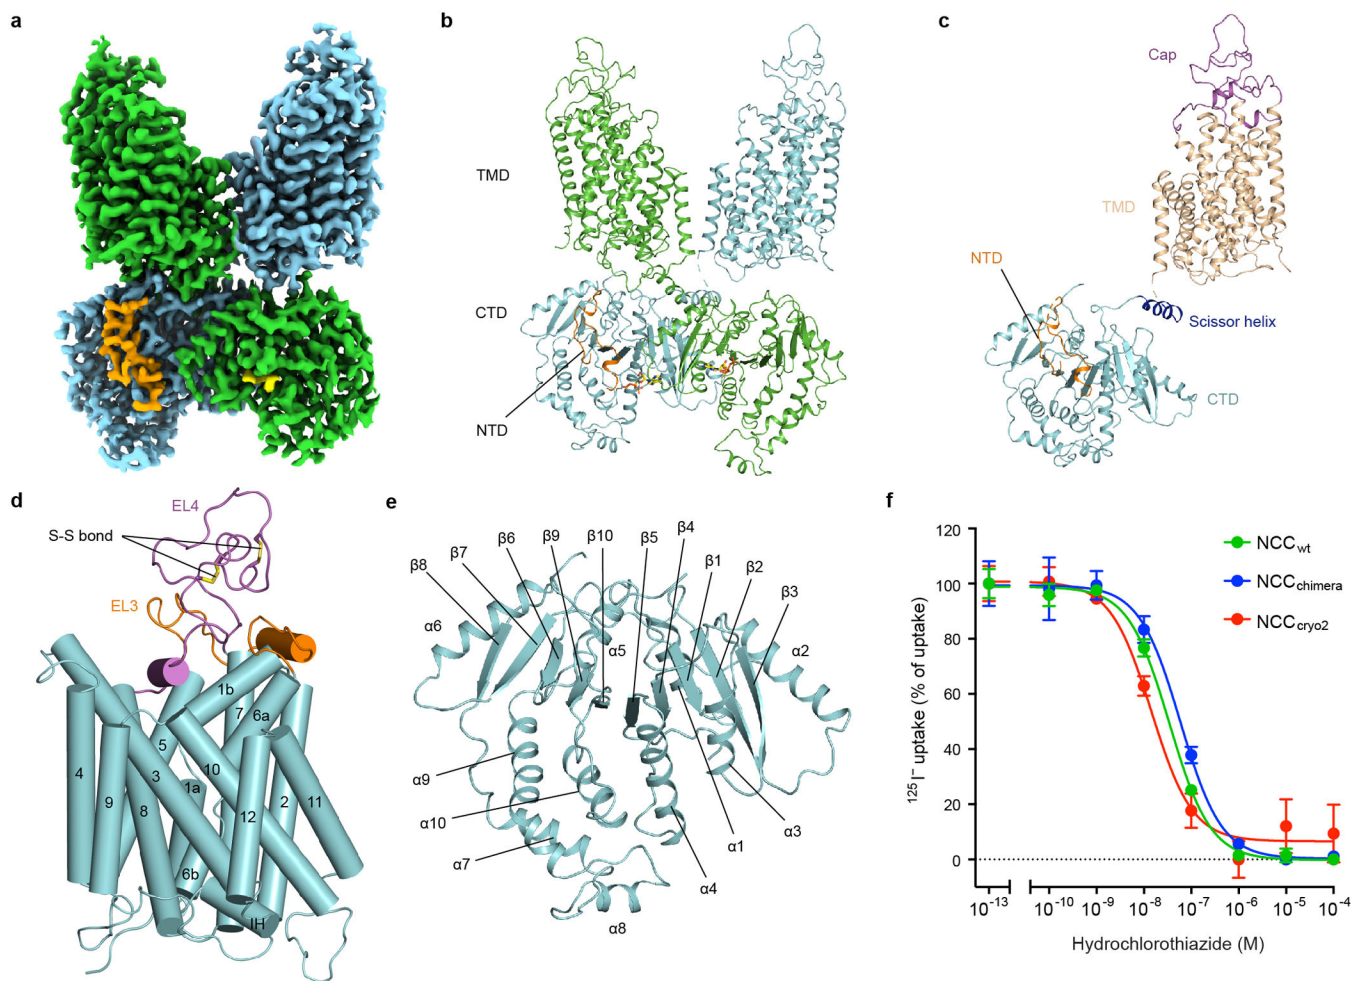 a
b
TMD
CTD
NTD
c
Cap
TMD
NTD
Scissor helix
CTD
d
EL4
S-S bond
EL3
1b
7
6a
5
4
3
10
1a
9
8
12
2
11
6b
IH
e
β4
β10
β5
β9
β6
β1
β7
β2
β8
β3
α6
α5
α2
α9
α10
α3
α7
α1
α4
α8
f
120
100
80
60
40
20
0
¹²⁵I⁻ uptake (% of uptake)
NCCwt
NCCchimera
NCCcryo2
10⁻¹³ 10⁻¹⁰ 10⁻⁹ 10⁻⁸ 10⁻⁷ 10⁻⁶ 10⁻⁵ 10⁻⁴
Hydrochlorothiazide (M)